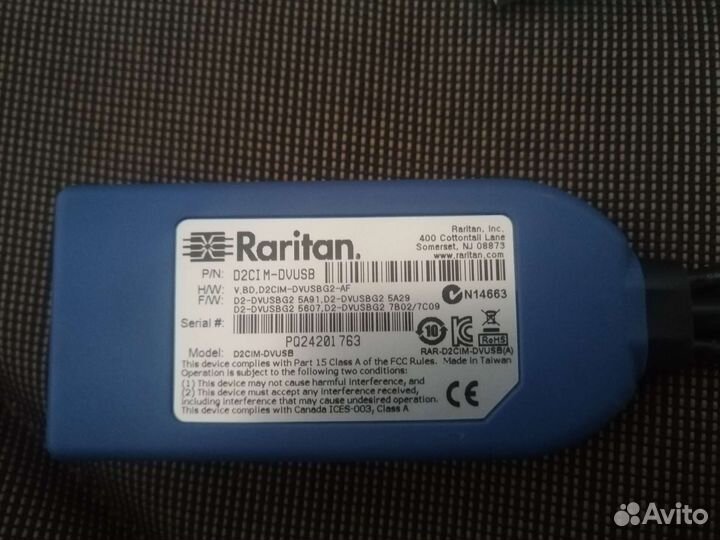 Raritan.
Raritan, Inc.
400 Cottontail Lane
Somerset, NJ 08873
www.raritan.com
P/N: D2CIM-DVUSB
H/W: V,BD,D2CIM-DVUSBG2-AF
F/W: D2-DVUSBG2 5A91,D2-DVUSBG2 5A29
D2-DVUSBG2 5607,D2-DVUSBG2 7B02/7C09
N14663
Serial #:
PQ24201763
10
RoHS
Model: D2CIM-DVUSB
RAR-D2CIM-DVUSB(A)
This device complies with Part 15 Class A of the FCC Rules. Made in Taiwan
Operation is subject to the following two conditions:
(1) This device may not cause harmful interference, and
(2) This device must accept any interference received,
including interference that may cause undesired operation.
This device complies with Canada ICES-003, Class A
CE
Avito